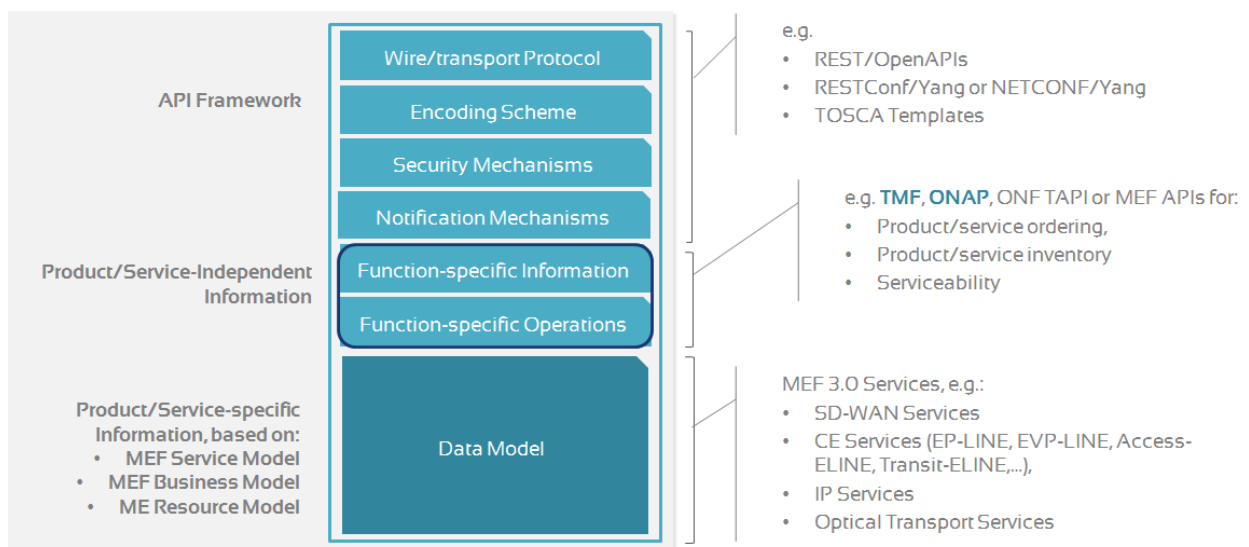 API Framework
Wire/transport Protocol
Encoding Scheme
Security Mechanisms
Notification Mechanisms
e.g.
• REST/OpenAPIs
• RESTConf/Yang or NETCONF/Yang
• TOSCA Templates
Product/Service-Independent
Information
Function-specific Information
Function-specific Operations
e.g. TMF, ONAP, ONF TAPI or MEF APIs for:
• Product/service ordering,
• Product/service inventory
• Serviceability
Product/Service-specific
Information, based on:
• MEF Service Model
• MEF Business Model
• ME Resource Model
Data Model
MEF 3.0 Services, e.g.:
• SD-WAN Services
• CE Services (EP-LINE, EVP-LINE, Access-
ELINE, Transit-ELINE,...),
• IP Services
• Optical Transport Services